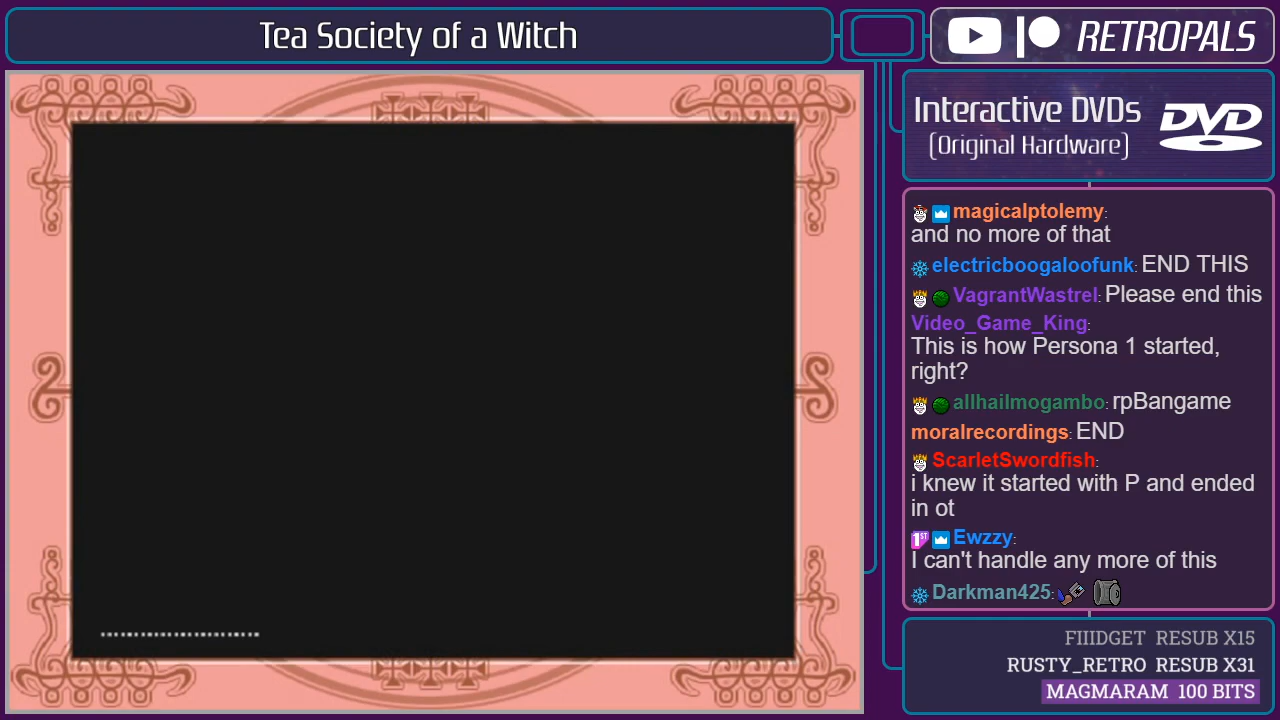 Tea Society of a Witch
RETROPALS
Interactive DVDs
(Original Hardware)
DVD
magicalptolemy:
and no more of that
electricboogaloofunk: END THIS
VagrantWastrel: Please end this
Video_Game_King:
This is how Persona 1 started,
right?
allhailmogambo: rpBangame
moralrecordings: END
ScarletSwordfish:
i knew it started with P and ended
in ot
1ST Ewzzy:
I can't handle any more of this
Darkman425:
........................
FIIIDGET RESUB X15
RUSTY_RETRO RESUB X31
MAGMARAM 100 BITS